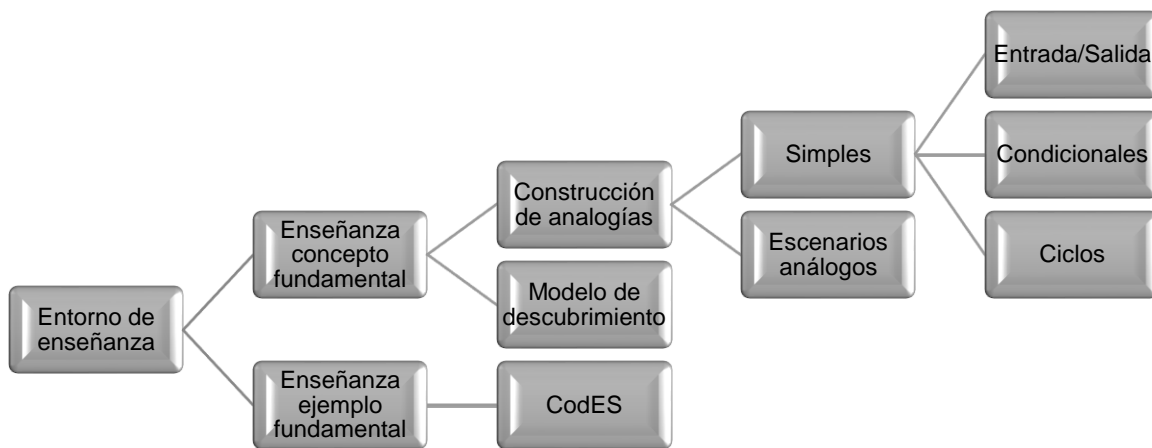 Entrada/Salida
Simples
Condicionales
Construcción
de analogías
Enseñanza
concepto
fundamental
Escenarios
análogos
Ciclos
Modelo de
descubrimiento
Entorno de
enseñanza
Enseñanza
ejemplo
fundamental
CodES